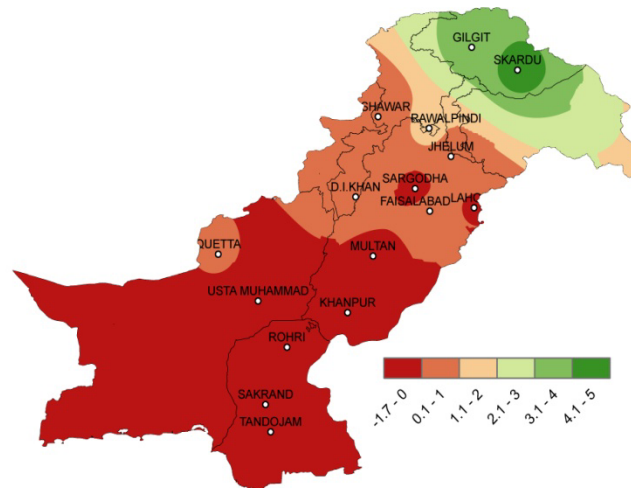 GILGIT
SKARDU
SHAWAR
RAWALPINDI
JHELUM
SARGODHA
D.I.KHAN
FAISALABAD
LAHO
QUETTA
MULTAN
USTA MUHAMMAD
KHANPUR
ROHRI
SAKRAND
TANDOJAM
-1.7 - 0
0.1 - 1
1.1 - 2
2.1 - 3
3.1 - 4
4.1 - 5